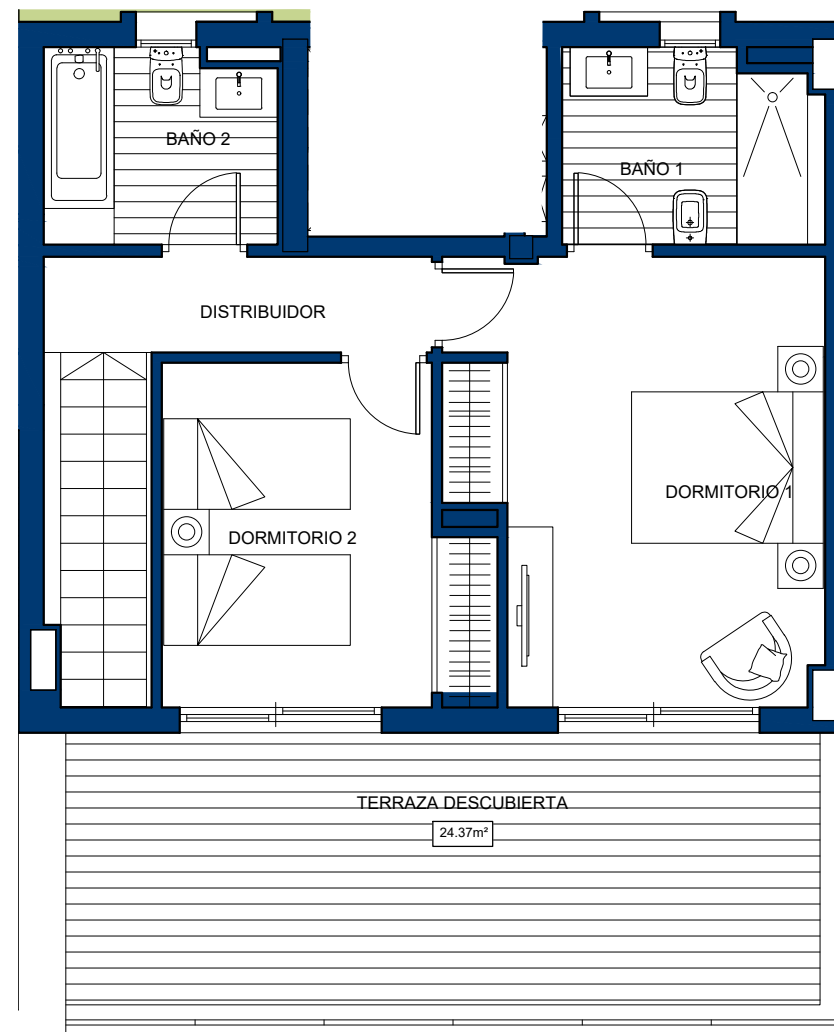 BAÑO 2
BAÑO 1
DISTRIBUIDOR
DORMITORIO 1
DORMITORIO 2
TERRAZA DESCUBIERTA
24.37m²